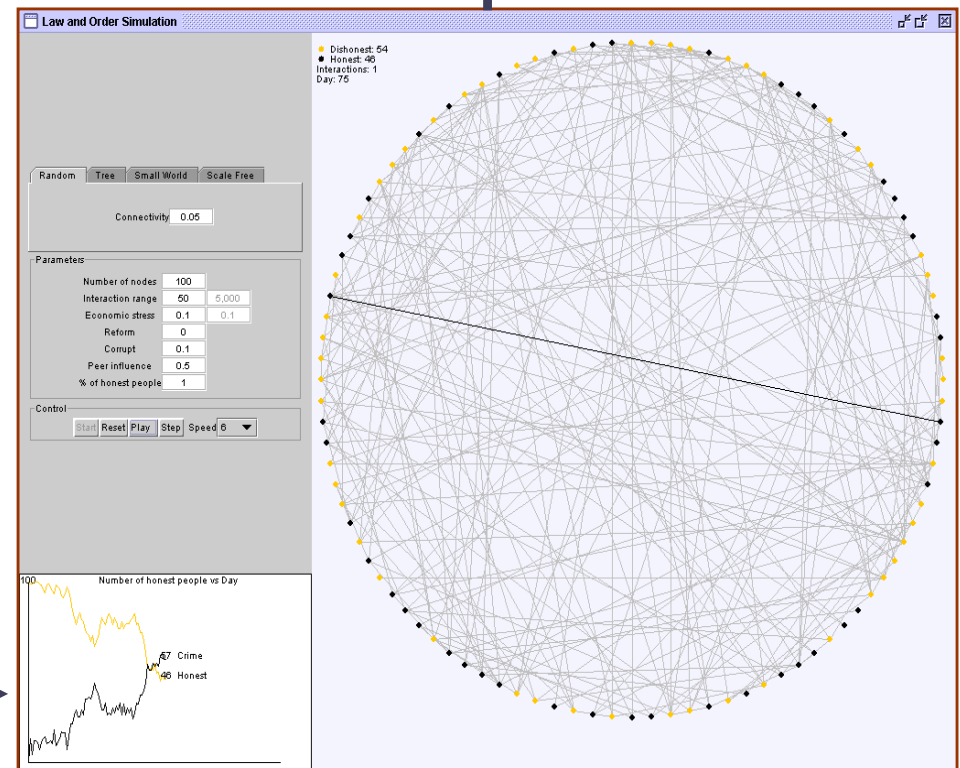 Law and Order Simulation
Dishonest: 54
Honest: 46
Interactions: 1
Day: 75
Random Tree Small World Scale Free
Connectivity 0.05
Parameters
Number of nodes 100
Interaction range 50 5,000
Economic stress 0.1 0.1
Reform 0
Corrupt 0.1
Peer influence 0.5
% of honest people 1
Control
Start Reset Play Step Speed 6
100 Number of honest people vs Day
57 Crime
46 Honest